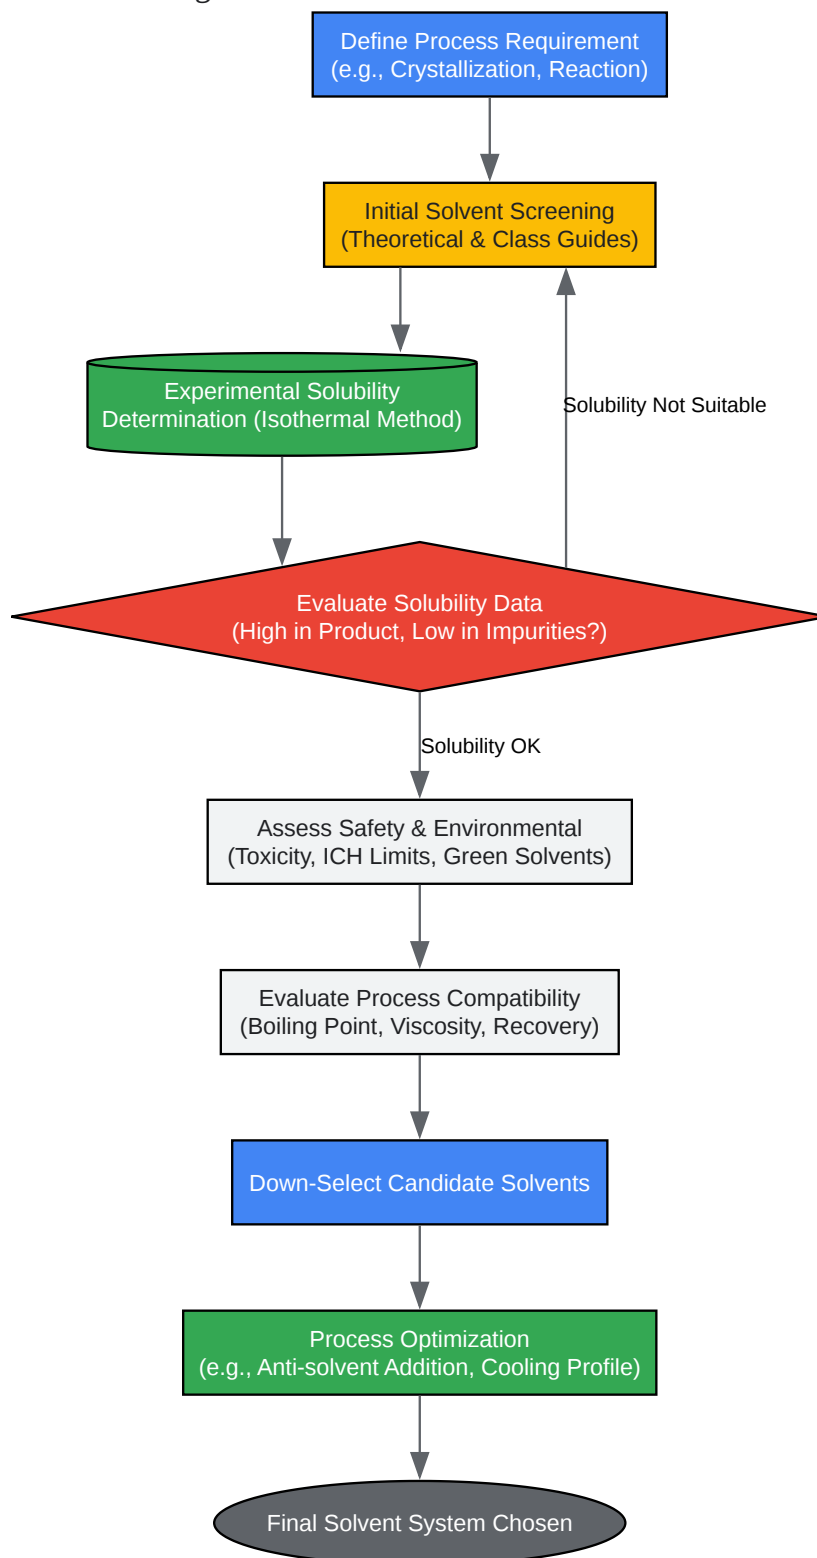 Define Process Requirement
(e.g., Crystallization, Reaction)
Initial Solvent Screening
(Theoretical & Class Guides)
Experimental Solubility
Determination (Isothermal Method)
Solubility Not Suitable
Evaluate Solubility Data
(High in Product, Low in Impurities?)
Solubility OK
Assess Safety & Environmental
(Toxicity, ICH Limits, Green Solvents)
Evaluate Process Compatibility
(Boiling Point, Viscosity, Recovery)
Down-Select Candidate Solvents
Process Optimization
(e.g., Anti-solvent Addition, Cooling Profile)
Final Solvent System Chosen